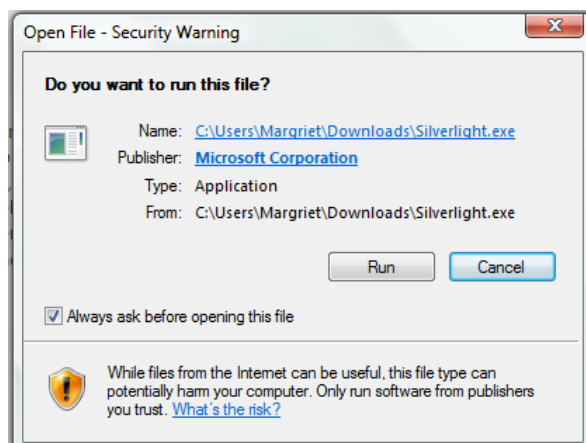 Open File - Security Warning
Do you want to run this file?
Name: C:\Users\Margriet\Downloads\Silverlight.exe
Publisher: Microsoft Corporation
Type: Application
From: C:\Users\Margriet\Downloads\Silverlight.exe
Run Cancel
Always ask before opening this file
While files from the Internet can be useful, this file type can
potentially harm your computer. Only run software from publishers
you trust. What's the risk?